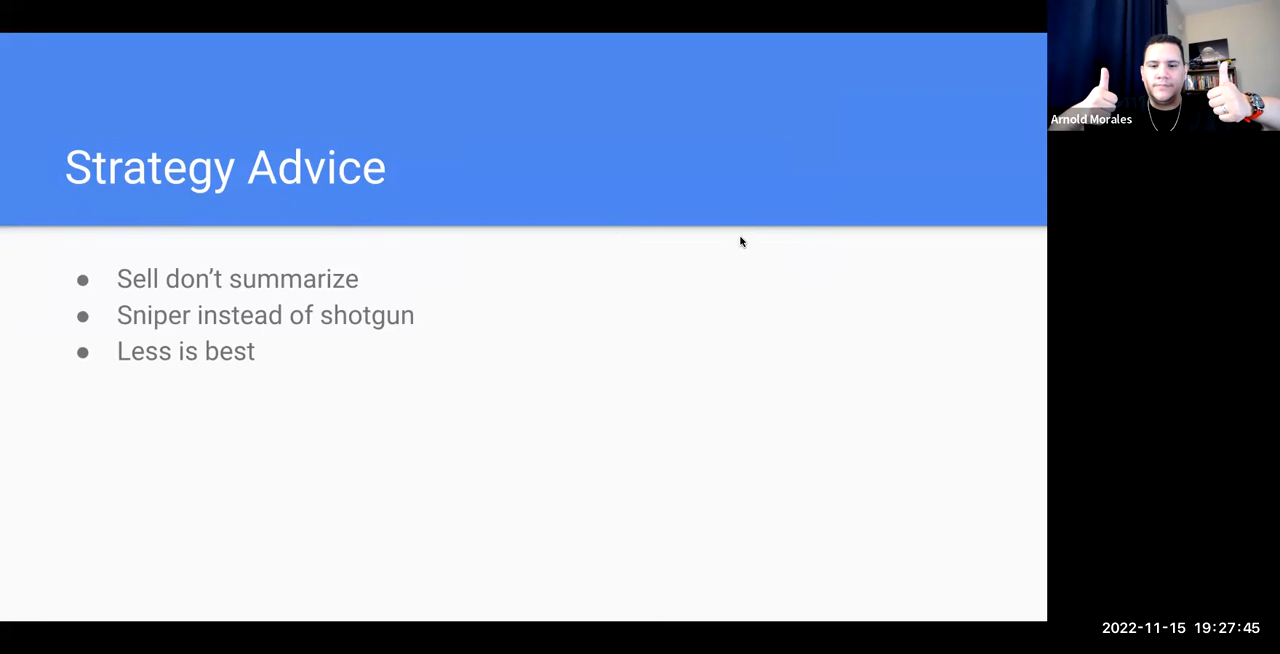 Strategy Advice
● Sell don’t summarize
● Sniper instead of shotgun
● Less is best
Arnold Morales
2022-11-15 19:27:45